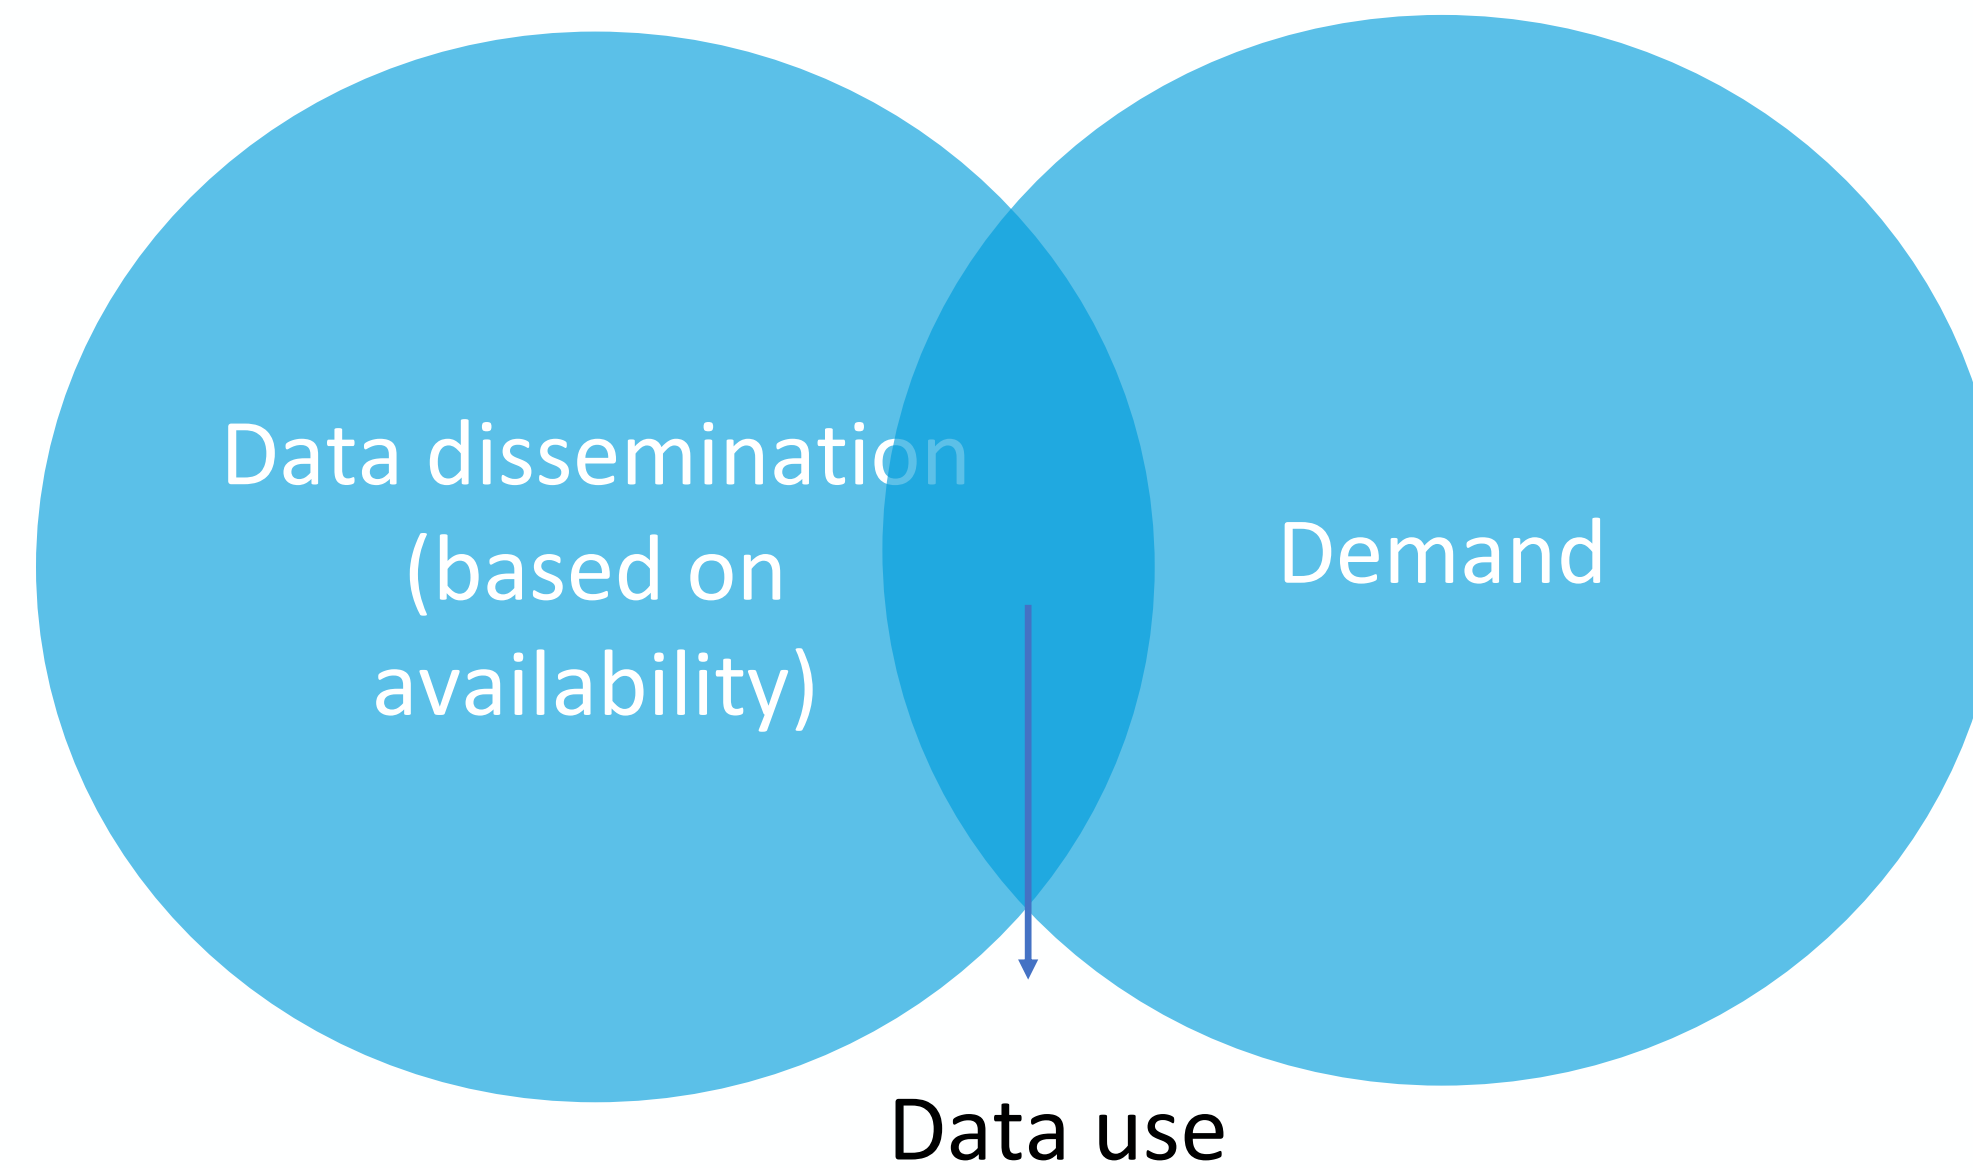 Data dissemination
(based on
availability)
Demand
Data use